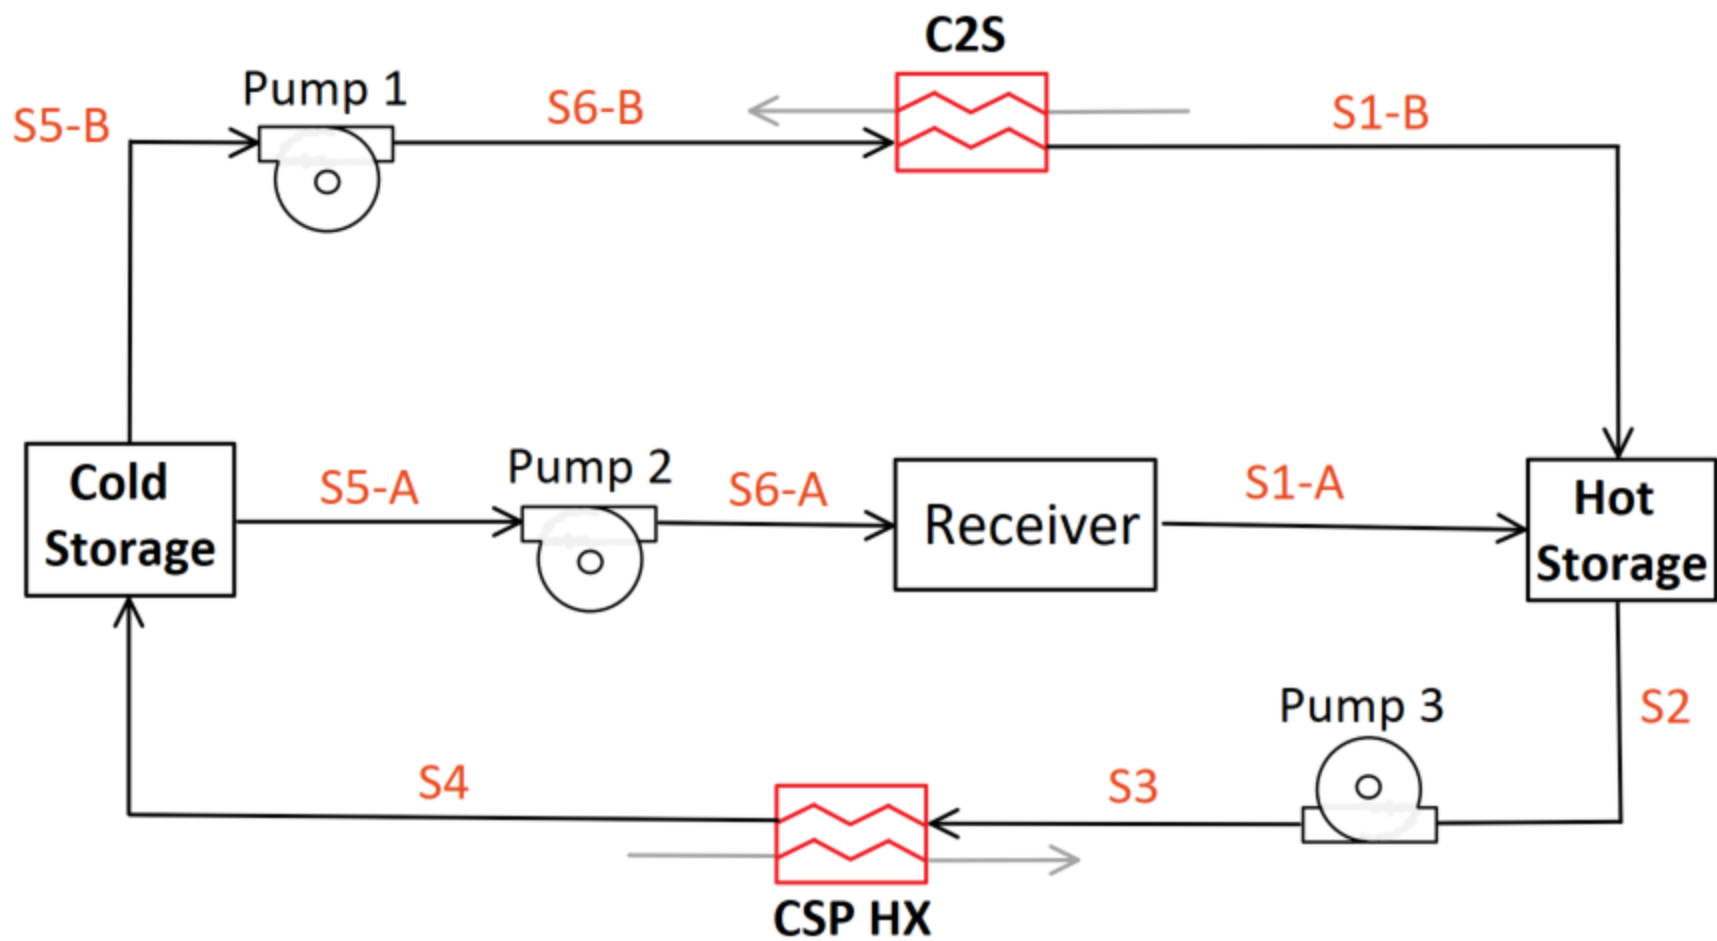 C2S
Pump 1
S5-B
S6-B
S1-B
Cold
Storage
S5-A
Pump 2
S6-A
Receiver
S1-A
Hot
Storage
Pump 3
S2
S4
S3
CSP HX